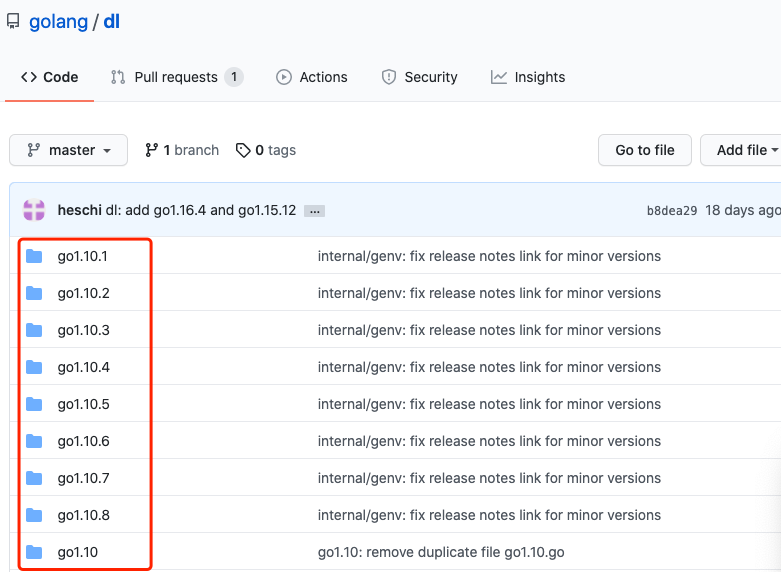 golang / dl
Code Pull requests 1 Actions Security Insights
master 1 branch 0 tags Go to file Add file
heschi dl: add go1.16.4 and go1.15.12 ... b8dea29 18 days ago
go1.10.1 internal/genv: fix release notes link for minor versions
go1.10.2 internal/genv: fix release notes link for minor versions
go1.10.3 internal/genv: fix release notes link for minor versions
go1.10.4 internal/genv: fix release notes link for minor versions
go1.10.5 internal/genv: fix release notes link for minor versions
go1.10.6 internal/genv: fix release notes link for minor versions
go1.10.7 internal/genv: fix release notes link for minor versions
go1.10.8 internal/genv: fix release notes link for minor versions
go1.10 go1.10: remove duplicate file go1.10.go